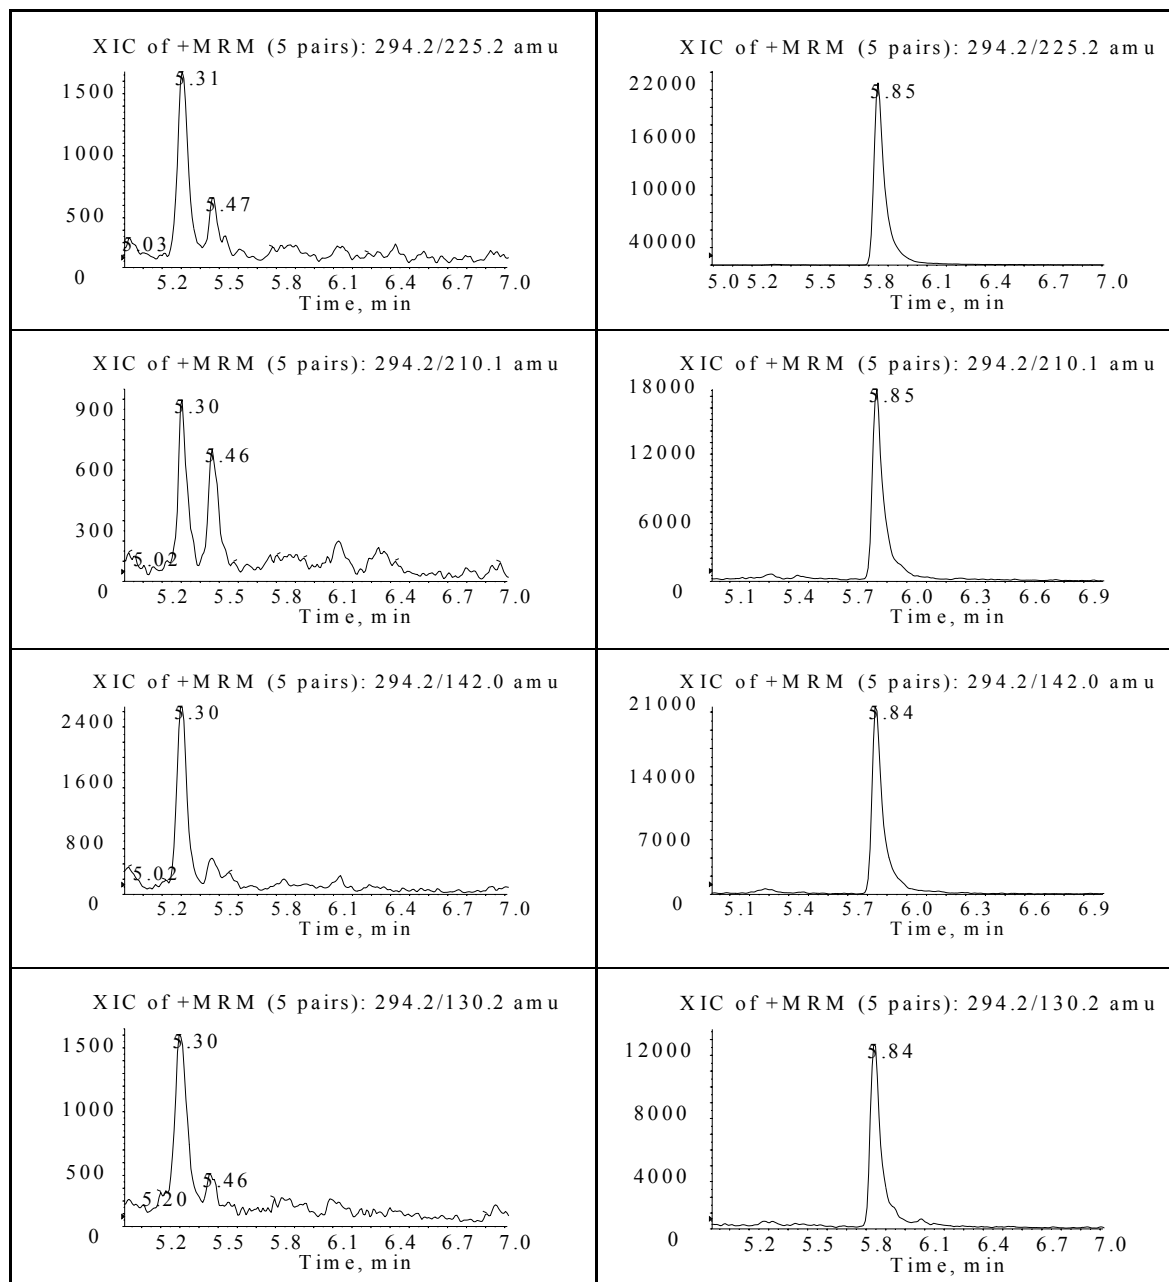 XIC of +MRM (5 pairs): 294.2/225.2 amu
5.31
1500
1000
5.47
500
5.03
0
5.2 5.5 5.8 6.1 6.4 6.7 7.0
Time, min
XIC of +MRM (5 pairs): 294.2/225.2 amu
22000
5.85
16000
10000
40000
5.0 5.2 5.5 5.8 6.1 6.4 6.7 7.0
Time, min
XIC of +MRM (5 pairs): 294.2/210.1 amu
900
5.30
600
5.46
300
5.02
0
5.2 5.5 5.8 6.1 6.4 6.7 7.0
Time, min
XIC of +MRM (5 pairs): 294.2/210.1 amu
18000
5.85
12000
6000
0
5.1 5.4 5.7 6.0 6.3 6.6 6.9
Time, min
XIC of +MRM (5 pairs): 294.2/142.0 amu
5.30
2400
1600
800
5.02
0
5.2 5.5 5.8 6.1 6.4 6.7 7.0
Time, min
XIC of +MRM (5 pairs): 294.2/142.0 amu
21000
5.84
14000
7000
0
5.1 5.4 5.7 6.0 6.3 6.6 6.9
Time, min
XIC of +MRM (5 pairs): 294.2/130.2 amu
1500
5.30
1000
500
5.46
5.20
0
5.2 5.5 5.8 6.1 6.4 6.7 7.0
Time, min
XIC of +MRM (5 pairs): 294.2/130.2 amu
12000
5.84
8000
4000
0
5.2 5.5 5.8 6.1 6.4 6.7 7.0
Time, min